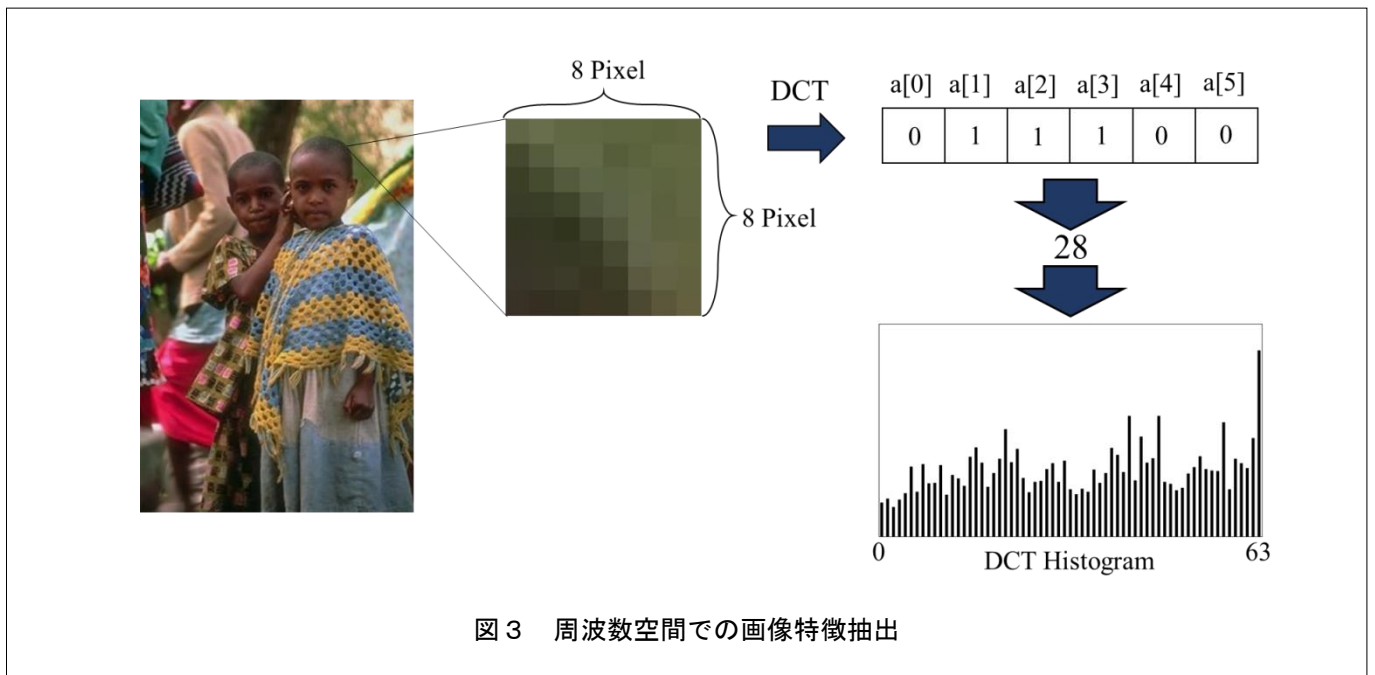 8 Pixel
8 Pixel
DCT
a[0] a[1] a[2] a[3] a[4] a[5]
0 1 1 1 0 0
28
0 63
DCT Histogram
図３ 周波数空間での画像特徴抽出